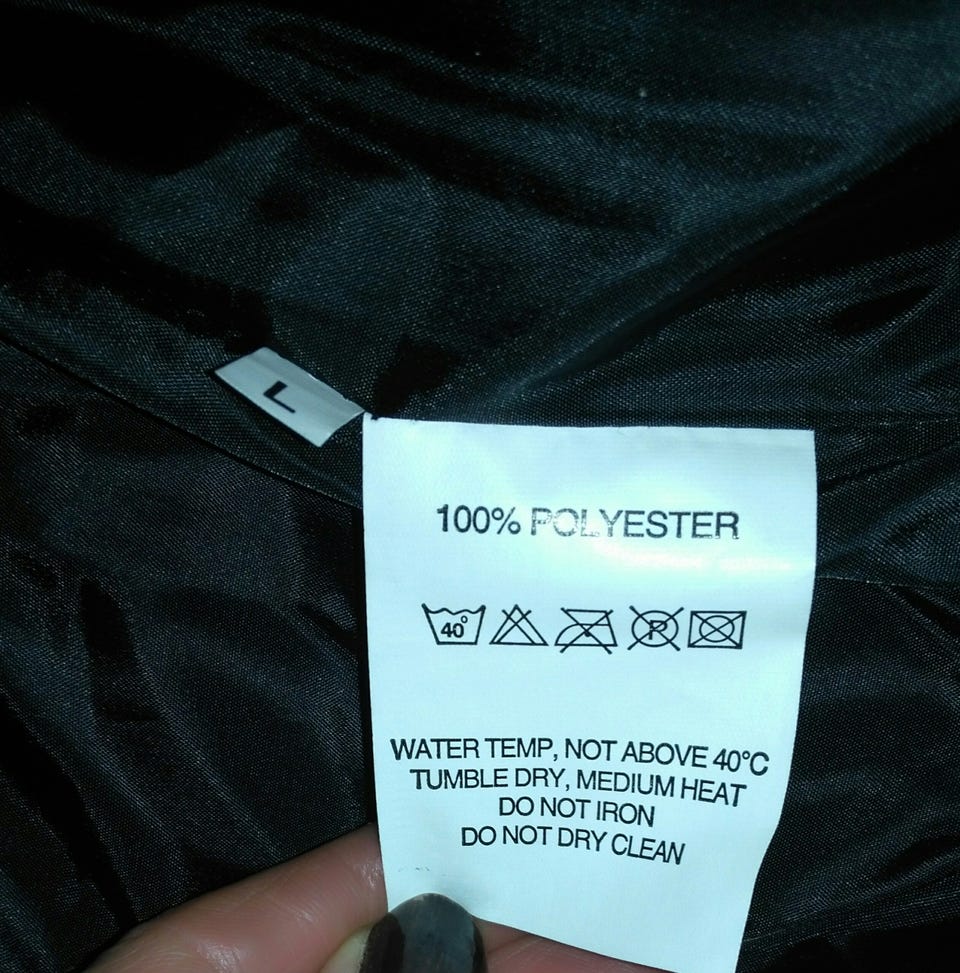 L
100% POLYESTER
40°
P
WATER TEMP, NOT ABOVE 40°C
TUMBLE DRY, MEDIUM HEAT
DO NOT IRON
DO NOT DRY CLEAN